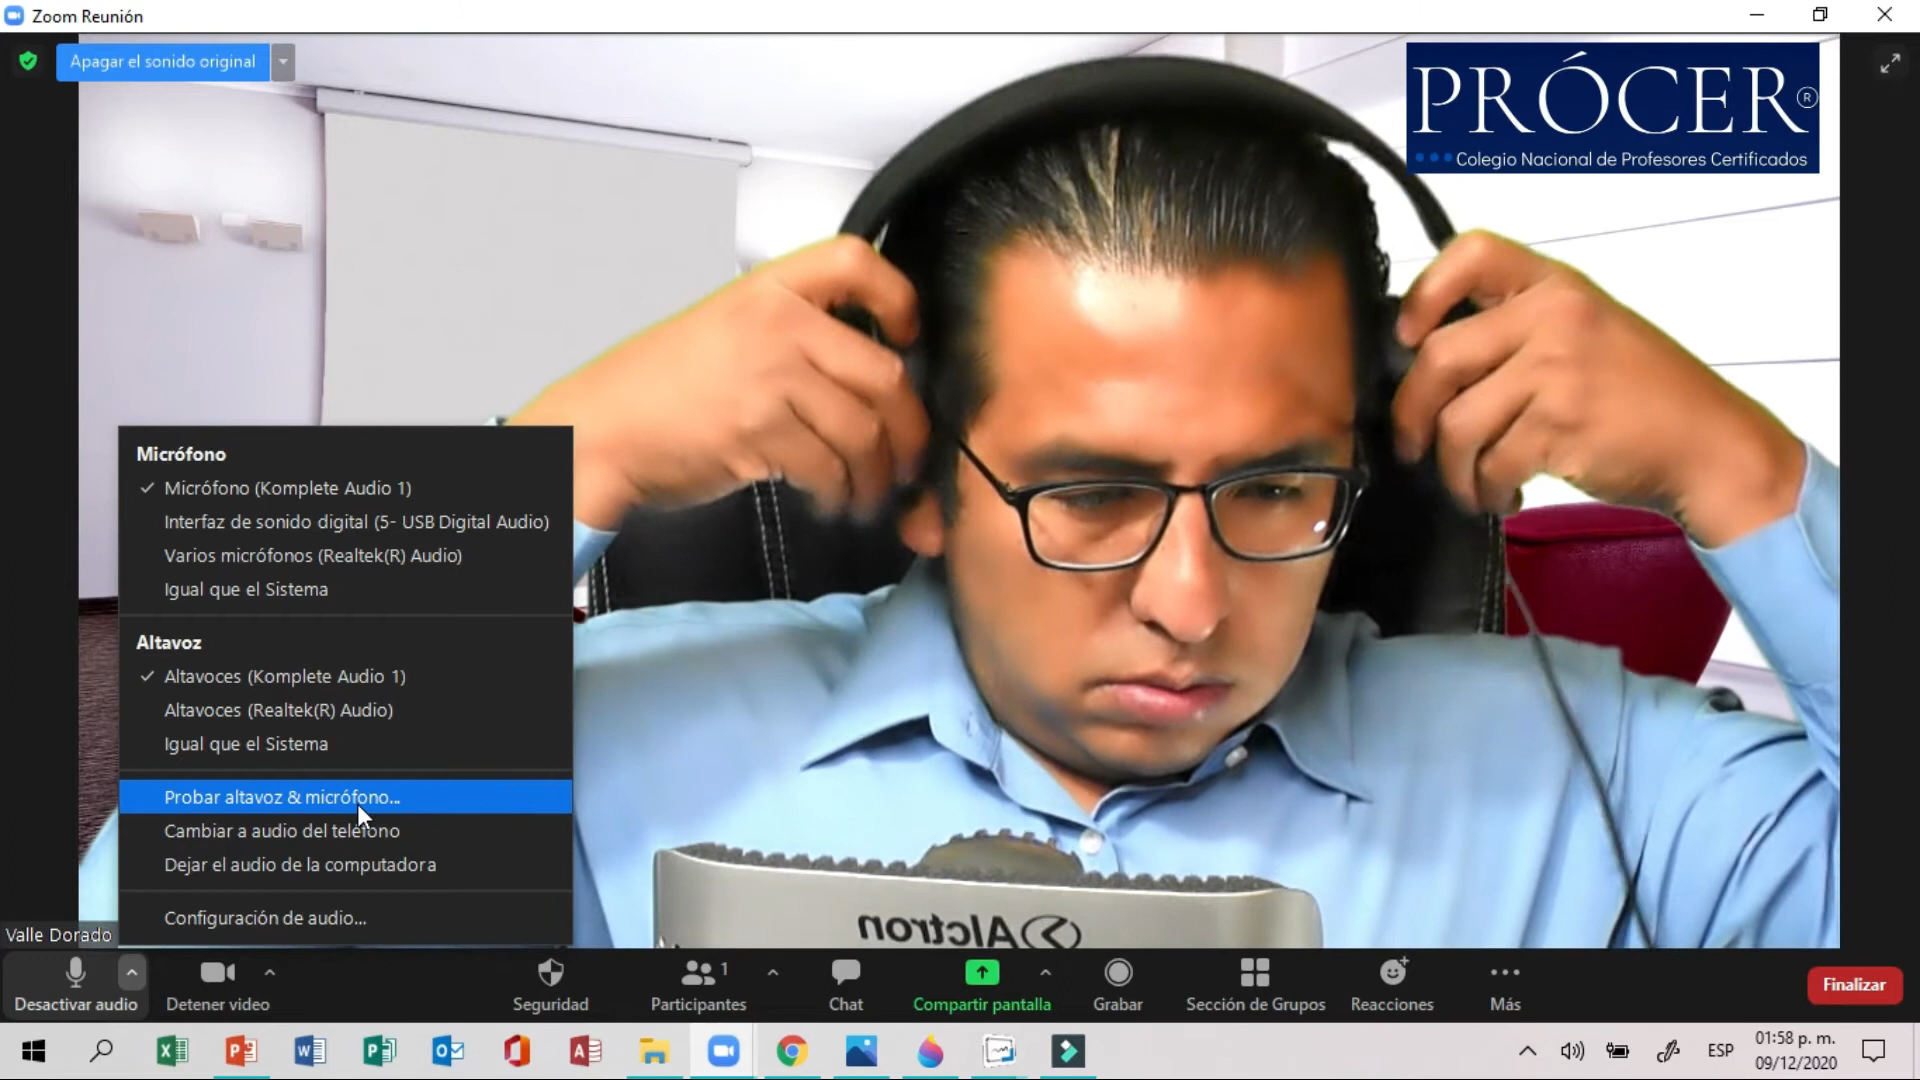 Zoom Reunión
Apagar el sonido original
PRÓCER®
Colegio Nacional de Profesores Certificados
Micrófono
Micrófono (Komplete Audio 1)
Interfaz de sonido digital (5- USB Digital Audio)
Varios micrófonos (Realtek(R) Audio)
Igual que el Sistema
Altavoz
Altavoces (Komplete Audio 1)
Altavoces (Realtek(R) Audio)
Igual que el Sistema
Probar altavoz & micrófono...
Cambiar a audio del teléfono
Dejar el audio de la computadora
Configuración de audio...
Alctron
Valle Dorado
1
Desactivar audio
Detener video
Seguridad
Participantes
Chat
Compartir pantalla
Grabar
Sección de Grupos
Reacciones
Más
Finalizar
ESP
01:58 p. m.
09/12/2020